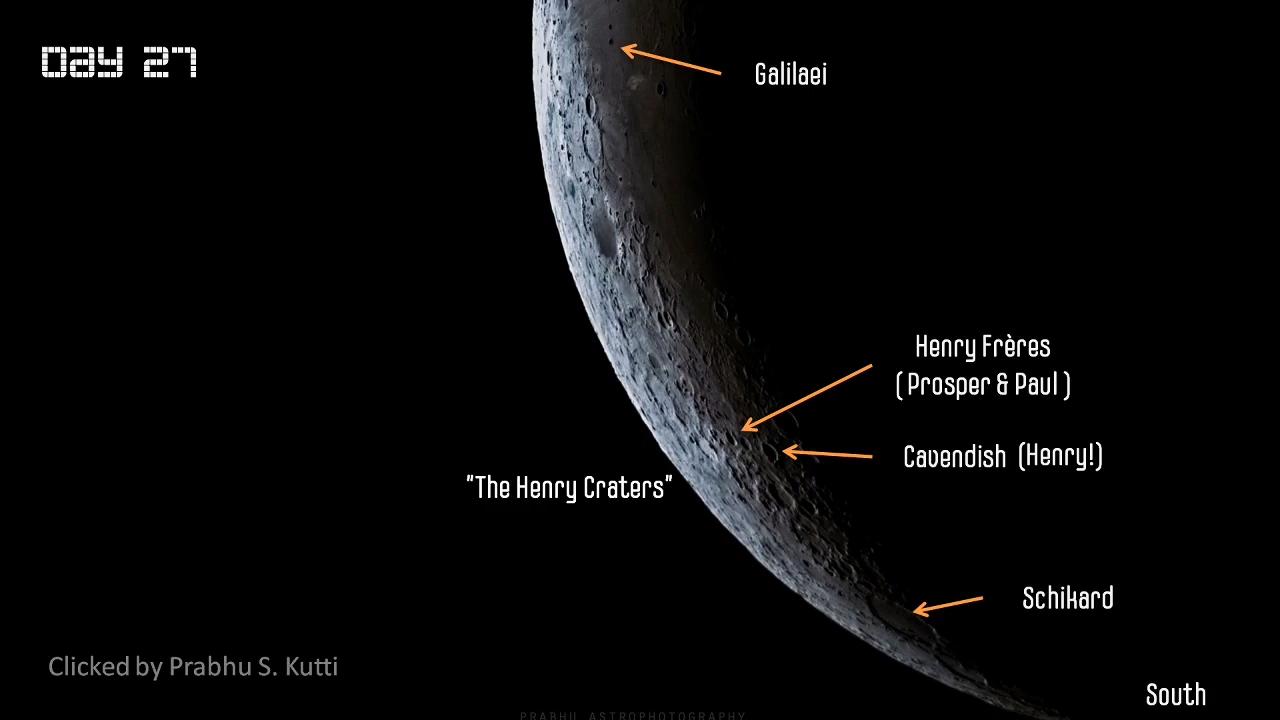 Day 27
Galilaei
Henry Frères
( Prosper & Paul )
Cavendish (Henry!)
"The Henry Craters"
Schikard
Clicked by Prabhu S. Kutti
South
PRABHU ASTROPHOTOGRAPHY